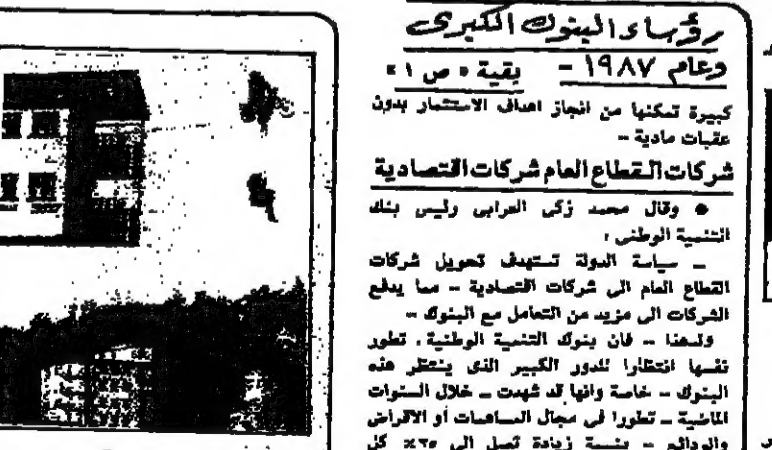 رؤساء البنوك الكبرى
وعام ١٩٨٧ - بقية « ص ١ »
كبيرة تمكنها من انجاز اهداف الاستثمار بدون
عقبات مادية -
شركات القطاع العام شركات اقتصادية
● وقال محمد زكى العرابى رئيس بنك
التنمية الوطنى :
- سياسة الدولة تستهدف تحويل شركات
القطاع العام الى شركات اقتصادية - مما يدفع
الشركات الى مزيد من التعامل مع البنوك -
ولهذا - فان بنوك التنمية الوطنية . تطور
نفسها انتظارا للدور الكبير الذى ينتظر هذه
البنوك - خاصة وانها قد شهدت - خلال السنوات
الماضية - تطورا فى مجال المساهمات أو الاقراض
والودائع - بنسبة زيادة تصل الى ٢٥٪ كل